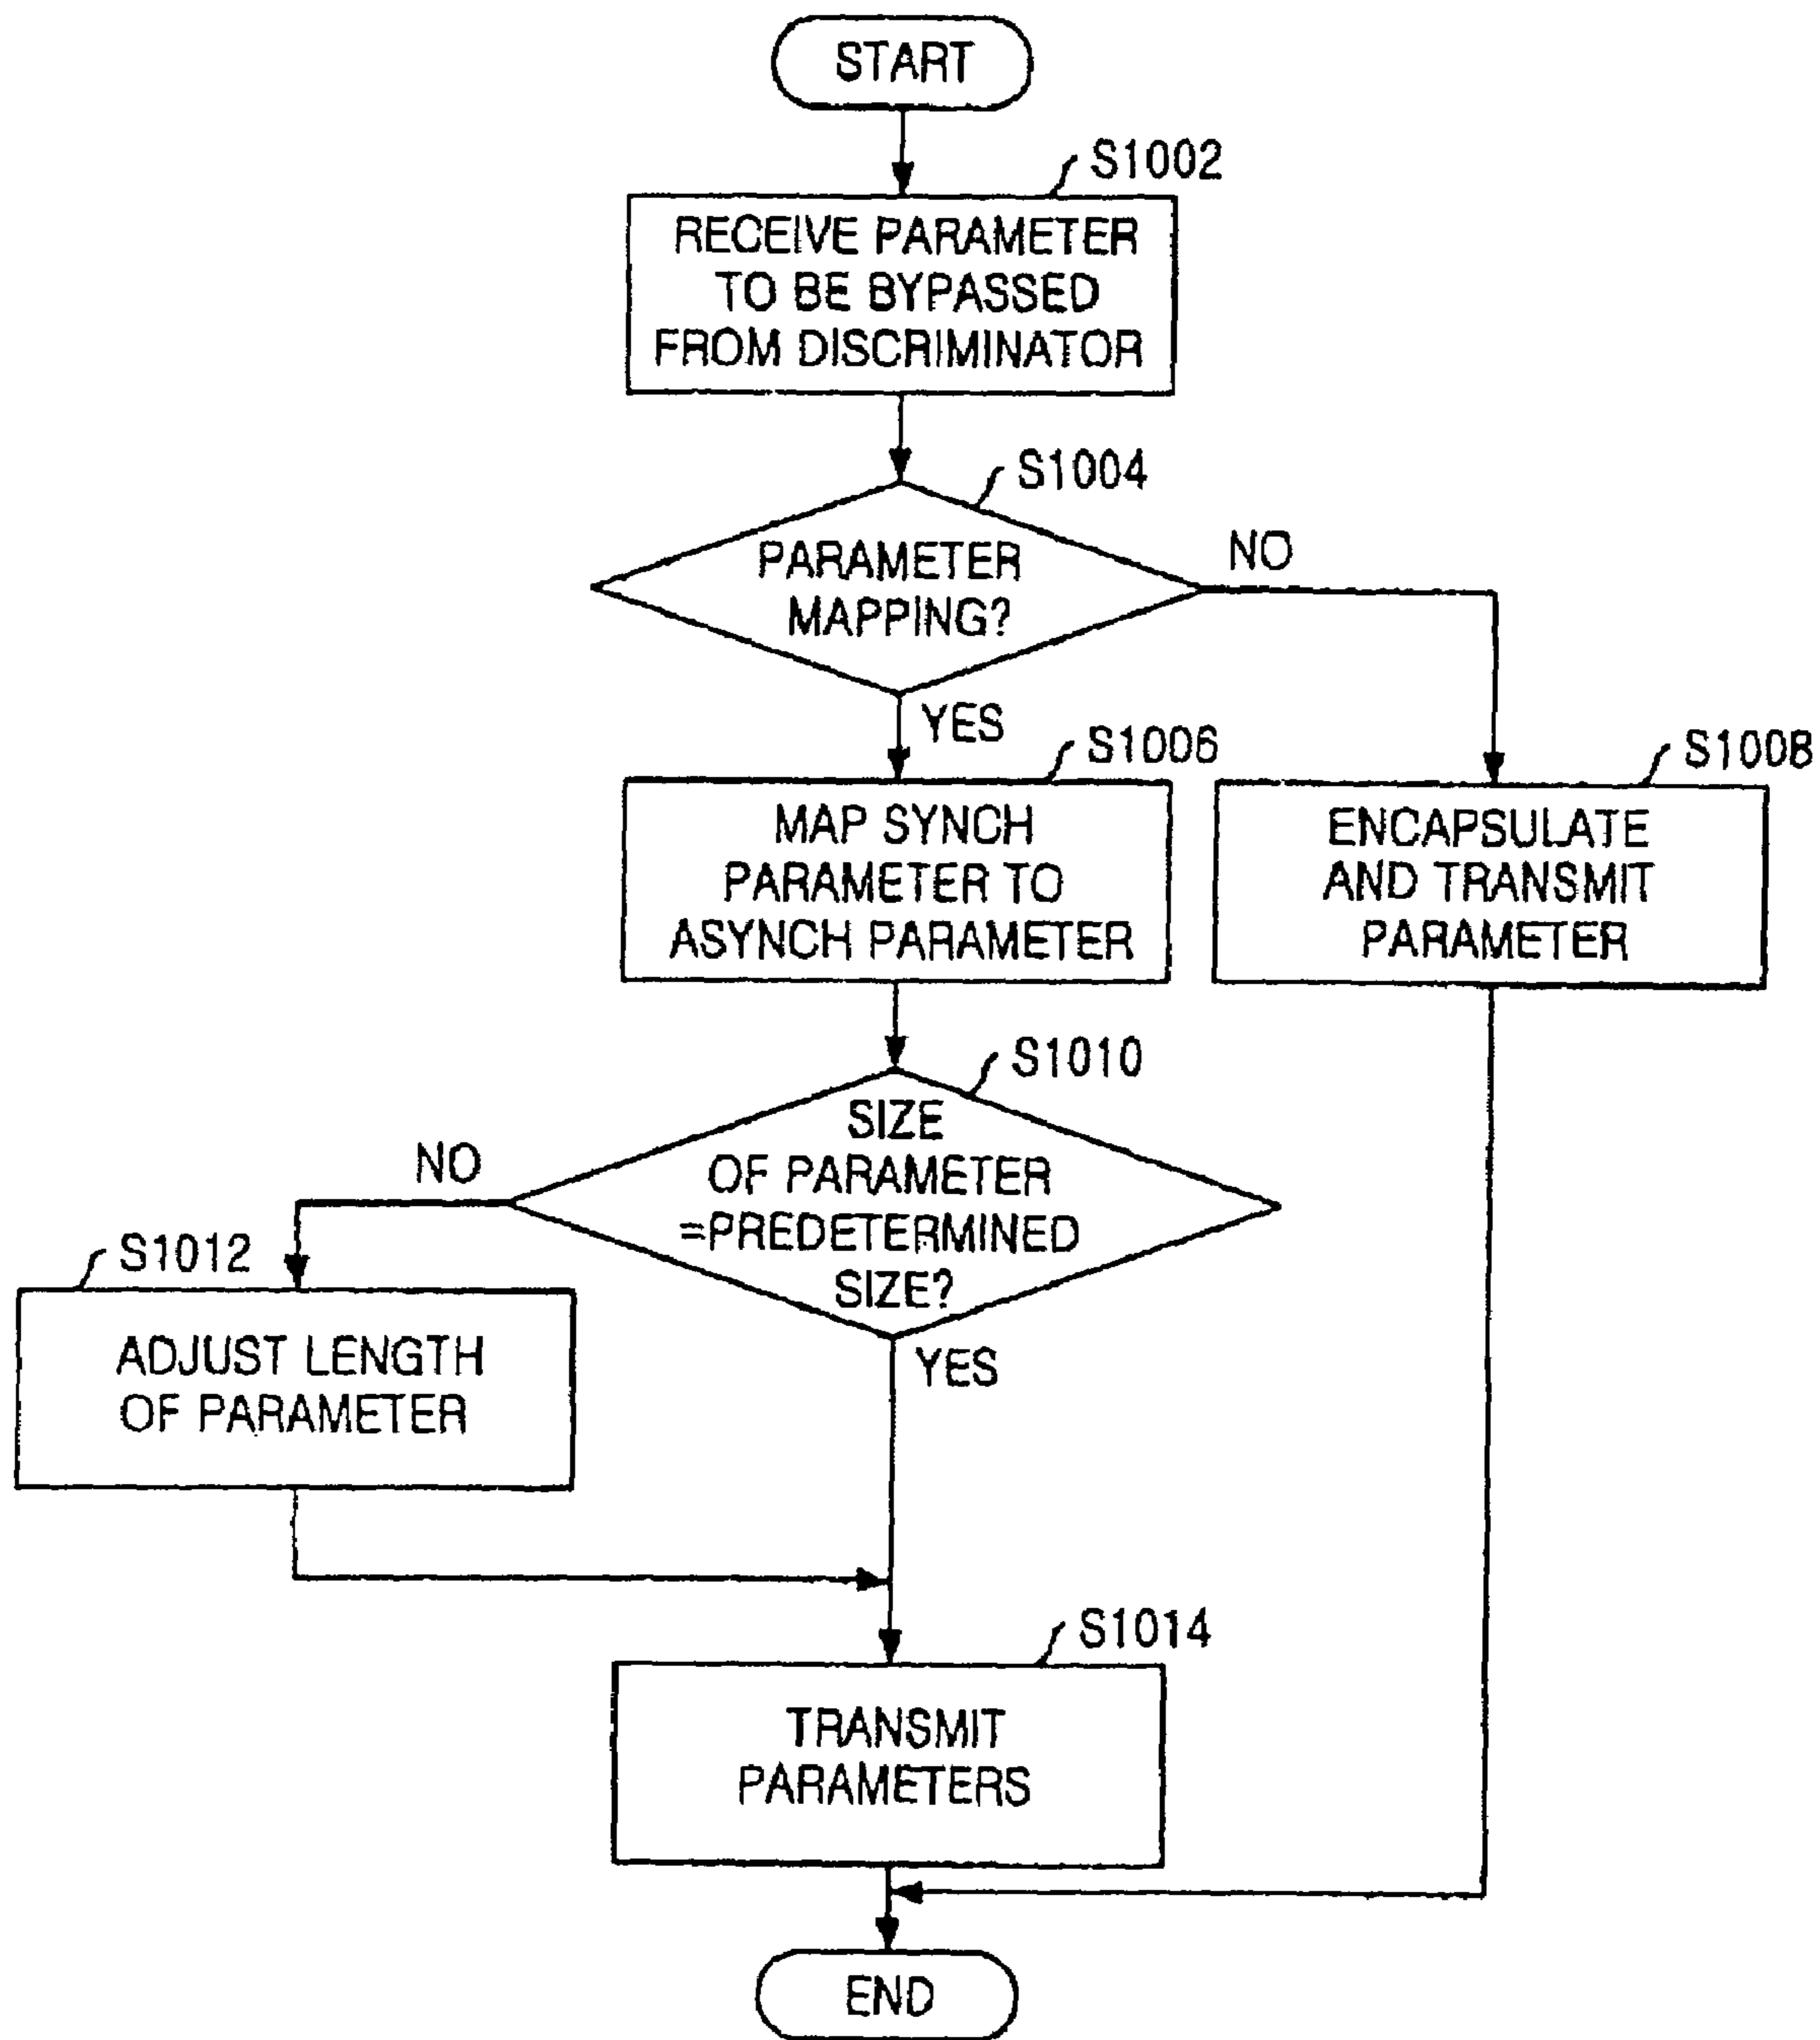 START
S1002
RECEIVE PARAMETER
TO BE BYPASSED
FROM DISCRIMINATOR
S1004
PARAMETER
MAPPING?
NO
YES
S1006
MAP SYNCH
PARAMETER TO
ASYNCH PARAMETER
S1008
ENCAPSULATE
AND TRANSMIT
PARAMETER
S1010
SIZE
OF PARAMETER
=PREDETERMINED
SIZE?
NO
S1012
ADJUST LENGTH
OF PARAMETER
YES
S1014
TRANSMIT
PARAMETERS
END